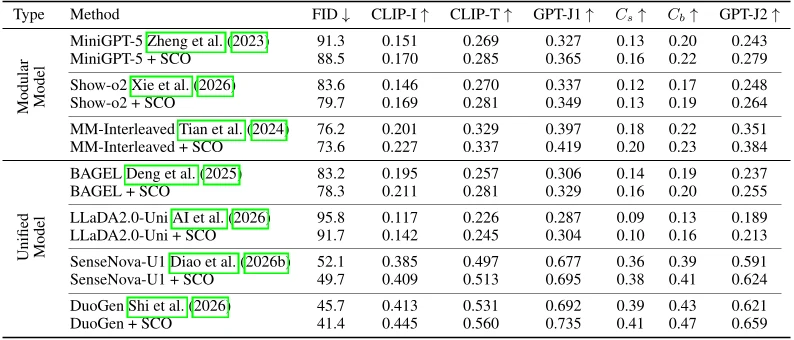 Type Method FID ↓ CLIP-I ↑ CLIP-T ↑ GPT-J1 ↑ C_s ↑ C_b ↑ GPT-J2 ↑
Modular Model
MiniGPT-5 Zheng et al. (2023) 91.3 0.151 0.269 0.327 0.13 0.20 0.243
MiniGPT-5 + SCO 88.5 0.170 0.285 0.365 0.16 0.22 0.279
Show-o2 Xie et al. (2026) 83.6 0.146 0.270 0.337 0.12 0.17 0.248
Show-o2 + SCO 79.7 0.169 0.281 0.349 0.13 0.19 0.264
MM-Interleaved Tian et al. (2024) 76.2 0.201 0.329 0.397 0.18 0.22 0.351
MM-Interleaved + SCO 73.6 0.227 0.337 0.419 0.20 0.23 0.384
Unified Model
BAGEL Deng et al. (2025) 83.2 0.195 0.257 0.306 0.14 0.19 0.237
BAGEL + SCO 78.3 0.211 0.281 0.329 0.16 0.20 0.255
LLaDA2.0-Uni AI et al. (2026) 95.8 0.117 0.226 0.287 0.09 0.13 0.189
LLaDA2.0-Uni + SCO 91.7 0.142 0.245 0.304 0.10 0.16 0.213
SenseNova-U1 Diao et al. (2026b) 52.1 0.385 0.497 0.677 0.36 0.39 0.591
SenseNova-U1 + SCO 49.7 0.409 0.513 0.695 0.38 0.41 0.624
DuoGen Shi et al. (2026) 45.7 0.413 0.531 0.692 0.39 0.43 0.621
DuoGen + SCO 41.4 0.445 0.560 0.735 0.41 0.47 0.659